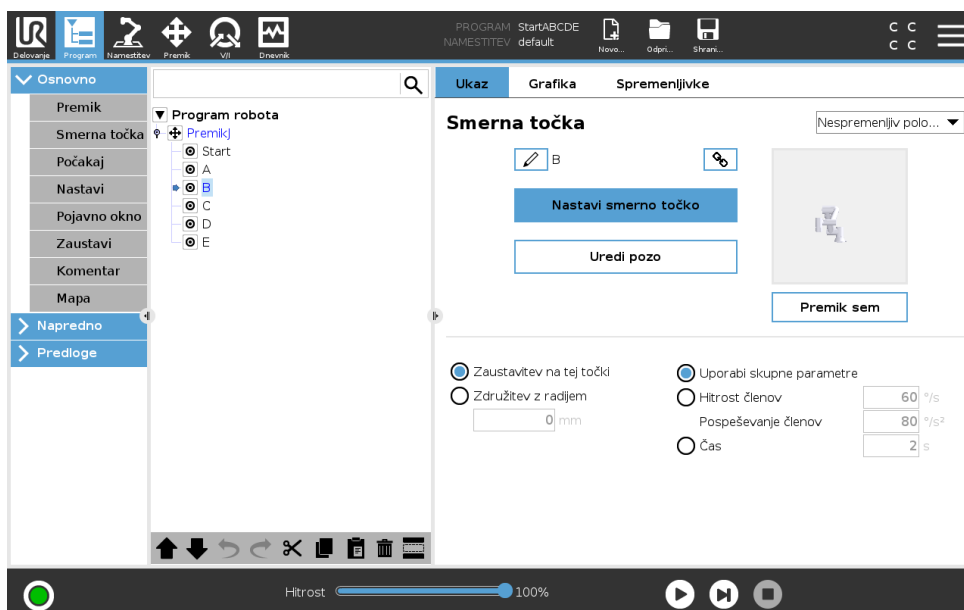 PROGRAM StartABCDE
NAMESTITEV default
C C
C C
Delovanje Program Namestitev Premik V/I Dnevnik Novo... Odpri... Shrani...
Osnovno
Premik
Smerna točka
Počakaj
Nastavi
Pojavno okno
Zaustavi
Komentar
Mapa
Napredno
Predloge
Program robota
PremikJ
Start
A
B
C
D
E
Ukaz Grafika Spremenljivke
Smerna točka Nespremenljiv polo...
B
Nastavi smerno točko
Uredi pozo
Premik sem
Zaustavitev na tej točki
Združitev z radijem
0 mm
Uporabi skupne parametre
Hitrost členov 60 °/s
Pospeševanje členov 80 °/s²
Čas 2 s
Hitrost 100%